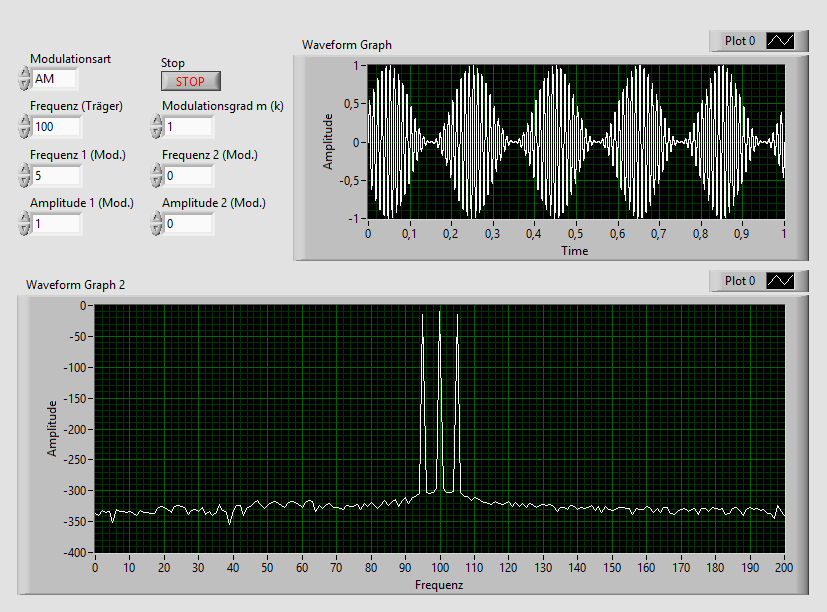 Modulationsart
AM
Stop
STOP
Frequenz (Träger)
100
Modulationsgrad m (k)
1
Frequenz 1 (Mod.)
5
Frequenz 2 (Mod.)
0
Amplitude 1 (Mod.)
1
Amplitude 2 (Mod.)
0
Waveform Graph
Plot 0
Amplitude
1
0,5
0
-0,5
-1
0 0,1 0,2 0,3 0,4 0,5 0,6 0,7 0,8 0,9 1
Time
Waveform Graph 2
Plot 0
Amplitude
0
-50
-100
-150
-200
-250
-300
-350
-400
0 10 20 30 40 50 60 70 80 90 100 110 120 130 140 150 160 170 180 190 200
Frequenz